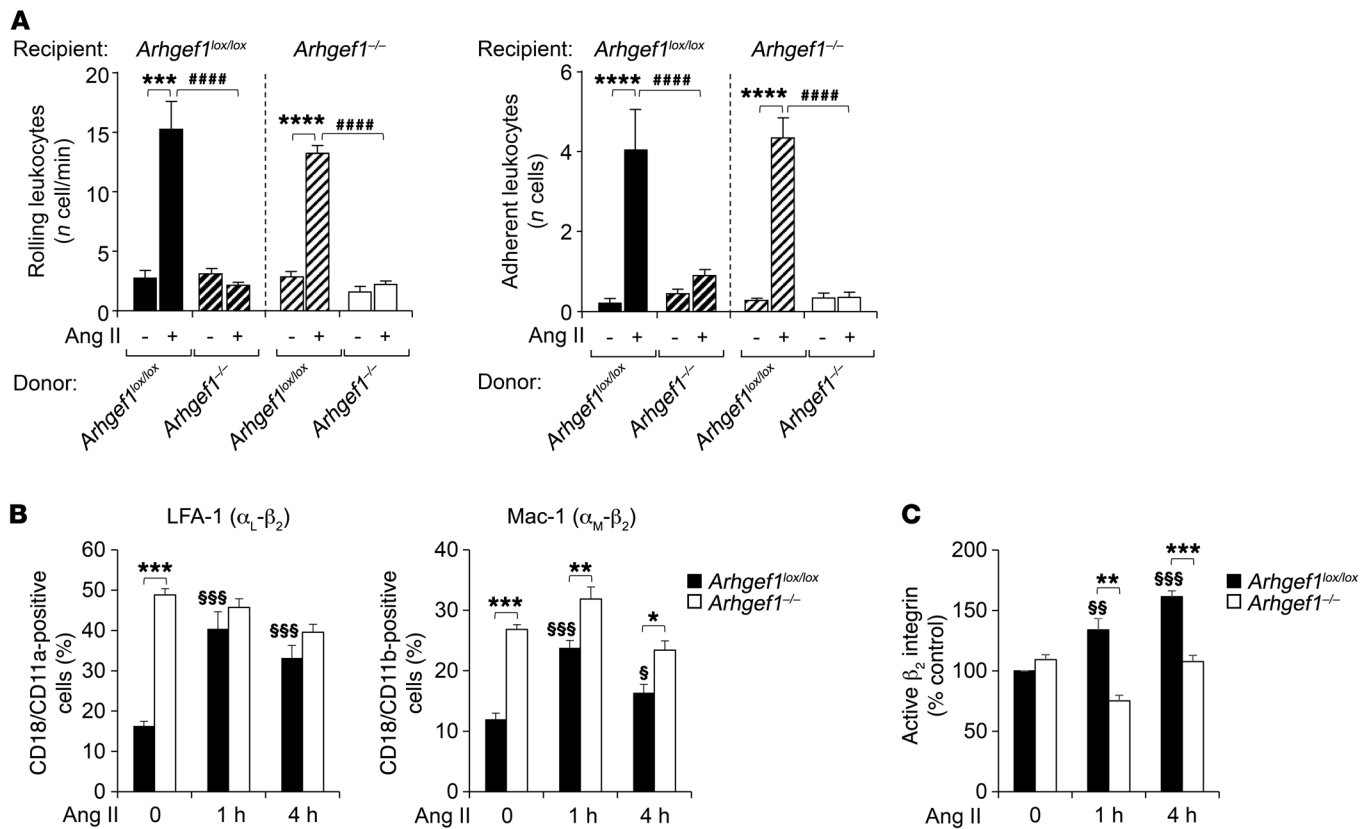 A
Recipient: Arhgef1lox/lox Arhgef1–/–
Rolling leukocytes
(n cell/min)
20
15
10
5
0
*** ####
**** ####
Ang II - + - + - + - +
Donor: Arhgef1lox/lox Arhgef1–/– Arhgef1lox/lox Arhgef1–/–
Recipient: Arhgef1lox/lox Arhgef1–/–
Adherent leukocytes
(n cells)
6
4
2
0
**** ####
**** ####
Ang II - + - + - + - +
Donor: Arhgef1lox/lox Arhgef1–/– Arhgef1lox/lox Arhgef1–/–
B
LFA-1 (αL-β2)
CD18/CD11a-positive
cells (%)
60
50
40
30
20
10
0
*** §§§ §§§
Ang II 0 1 h 4 h
Mac-1 (αM-β2)
CD18/CD11b-positive
cells (%)
40
30
20
10
0
*** §§§ ** § *
Ang II 0 1 h 4 h
Arhgef1lox/lox
Arhgef1–/–
C
Active β2 integrin
(% control)
200
150
100
50
0
§§ ** §§§ ***
Ang II 0 1 h 4 h
Arhgef1lox/lox
Arhgef1–/–